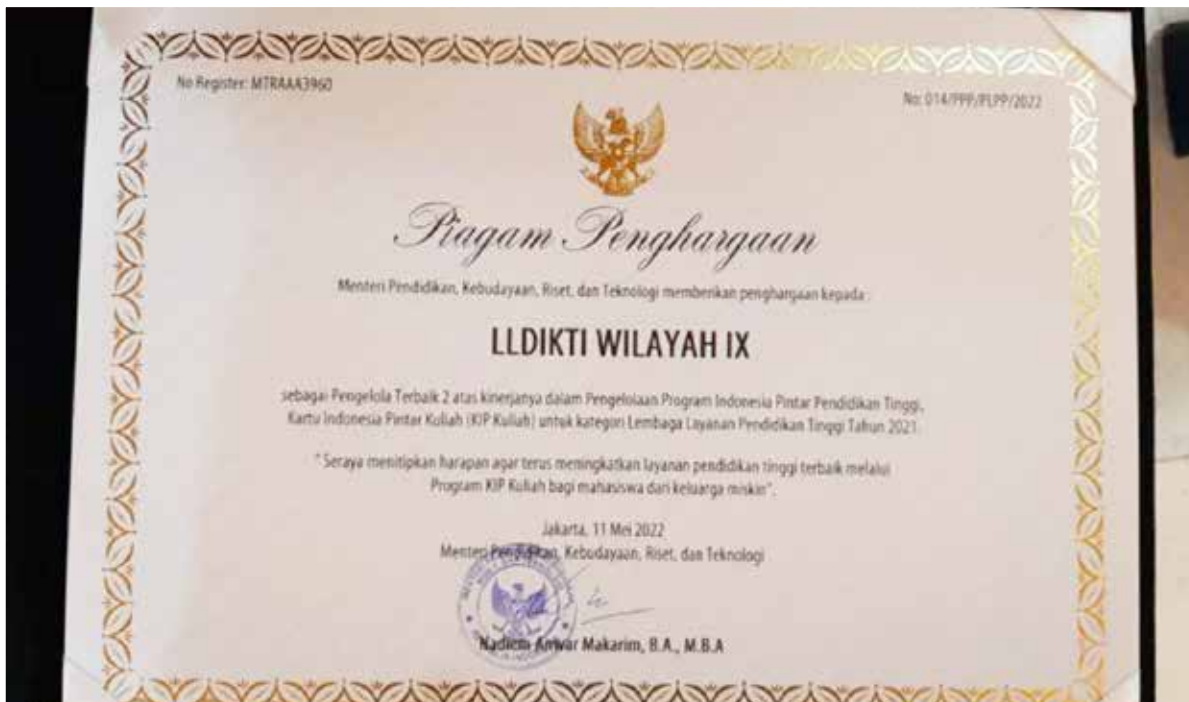 No Register: MTRAAA3960
No: 014/PPP/PLPP/2022
Piagam Penghargaan
Menteri Pendidikan, Kebudayaan, Riset, dan Teknologi memberikan penghargaan kepada :
LLDIKTI WILAYAH IX
sebagai Pengelola Terbaik 2 atas kinerjanya dalam Pengelolaan Program Indonesia Pintar Pendidikan Tinggi,
Kartu Indonesia Pintar Kuliah (KIP Kuliah) untuk kategori Lembaga Layanan Pendidikan Tinggi Tahun 2021.
" Seraya menitipkan harapan agar terus meningkatkan layanan pendidikan tinggi terbaik melalui
Program KIP Kuliah bagi mahasiswa dari keluarga miskin".
Jakarta, 11 Mei 2022
Menteri Pendidikan, Kebudayaan, Riset, dan Teknologi
Nadiem Anwar Makarim, B.A., M.B.A